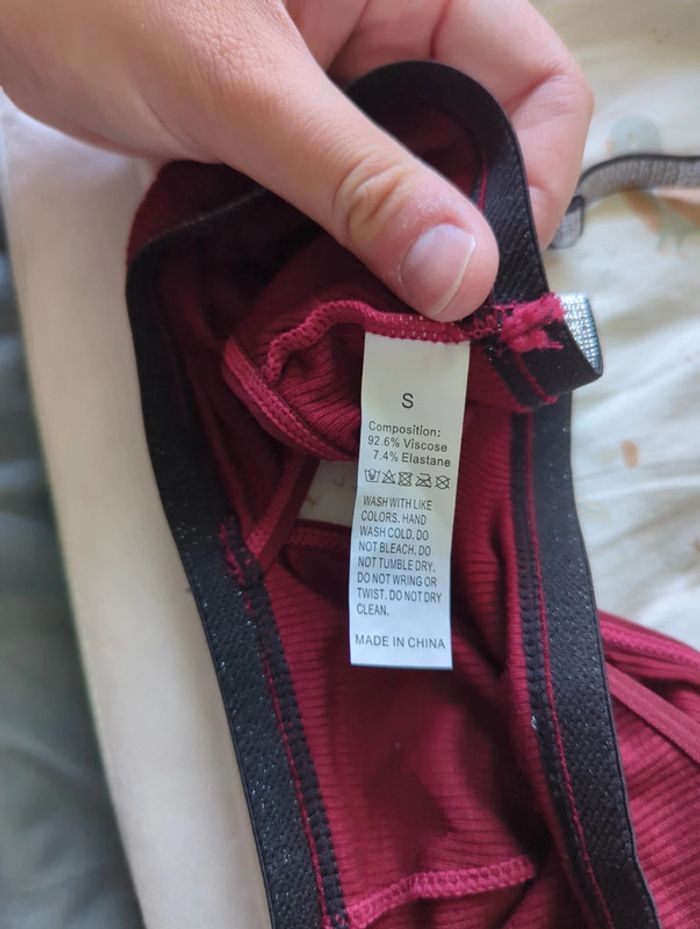 S
Composition:
92.6% Viscose
7.4% Elastane
WASH WITH LIKE
COLORS. HAND
WASH COLD. DO
NOT BLEACH. DO
NOT TUMBLE DRY.
DO NOT WRING OR
TWIST. DO NOT DRY
CLEAN.
MADE IN CHINA